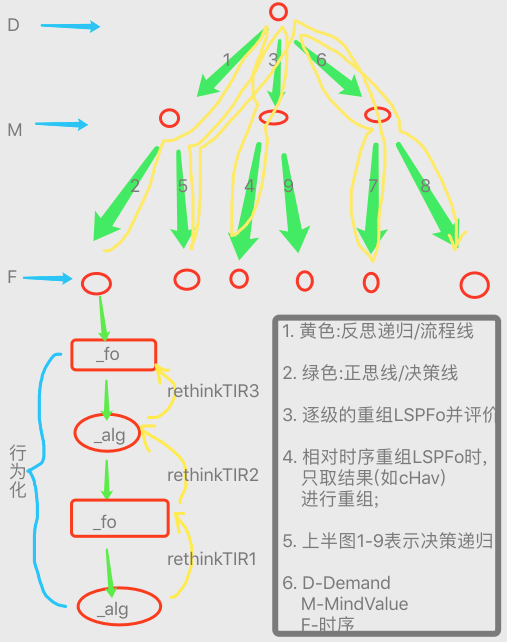 D
1
3
6
M
2
5
4
9
7
8
F
_fo
rethinkTIR3
_alg
行为化
rethinkTIR2
_fo
rethinkTIR1
_alg
1. 黄色:反思递归/流程线
2. 绿色:正思线/决策线
3. 逐级的重组LSPFo并评价
4. 相对时序重组LSPFo时,
只取结果(如cHav)
进行重组;
5. 上半图1-9表示决策递归
6. D-Demand
M-MindValue
F-时序